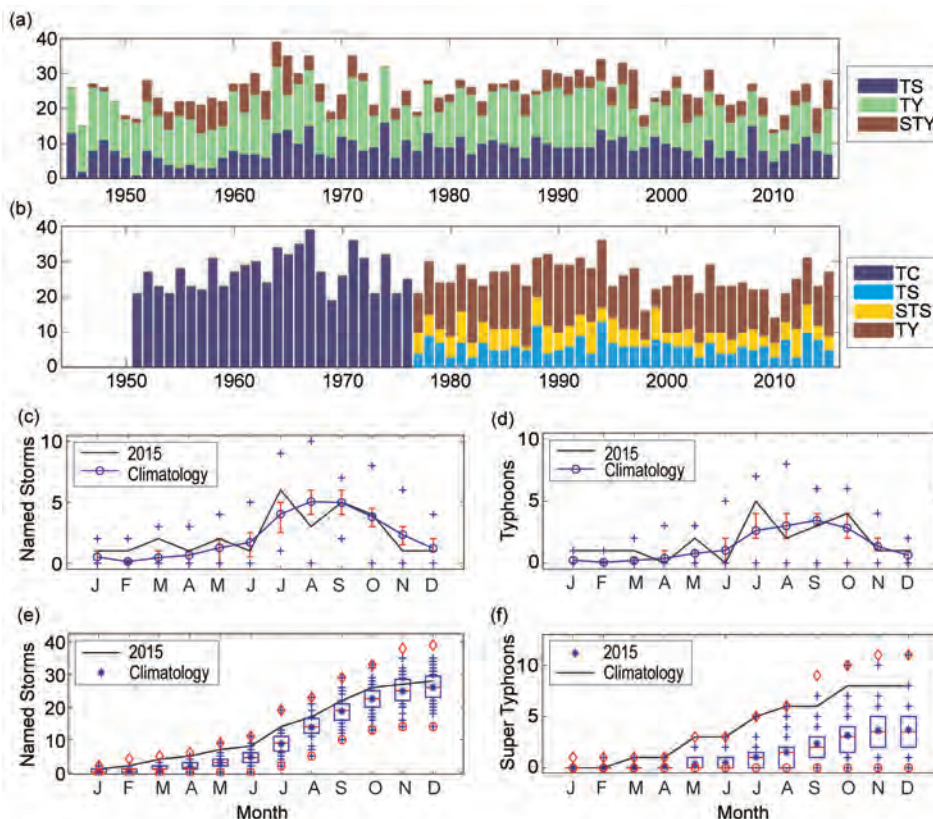 (a)
40
30
20
10
0
1950 1960 1970 1980 1990 2000 2010
TS
TY
STY
(b)
40
30
20
10
0
1950 1960 1970 1980 1990 2000 2010
TC
TS
STS
TY
(c)
Named Storms
10
5
0
2015
Climatology
J F M A M J J A S O N D
(d)
Typhoons
10
5
0
2015
Climatology
J F M A M J J A S O N D
(e)
Named Storms
40
30
20
10
0
2015
Climatology
J F M A M J J A S O N D
Month
(f)
Super Typhoons
10
5
0
2015
Climatology
J F M A M J J A S O N D
Month